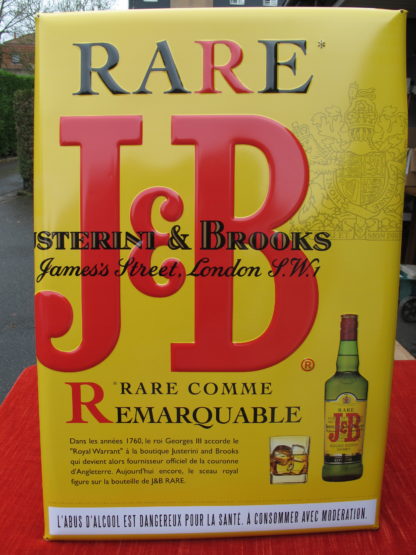 RARE*
J&B
USTERINI & BROOKS
James's Street, London S.W.1
®
*RARE COMME
REMARQUABLE
Dans les années 1760, le roi Georges III accorde le
"Royal Warrant" à la boutique Justerini and Brooks
qui devient alors fournisseur officiel de la couronne
d'Angleterre. Aujourd'hui encore, le sceau royal
figure sur la bouteille de J&B RARE.
RARE
J&B
L'ABUS D'ALCOOL EST DANGEREUX POUR LA SANTÉ. À CONSOMMER AVEC MODÉRATION.